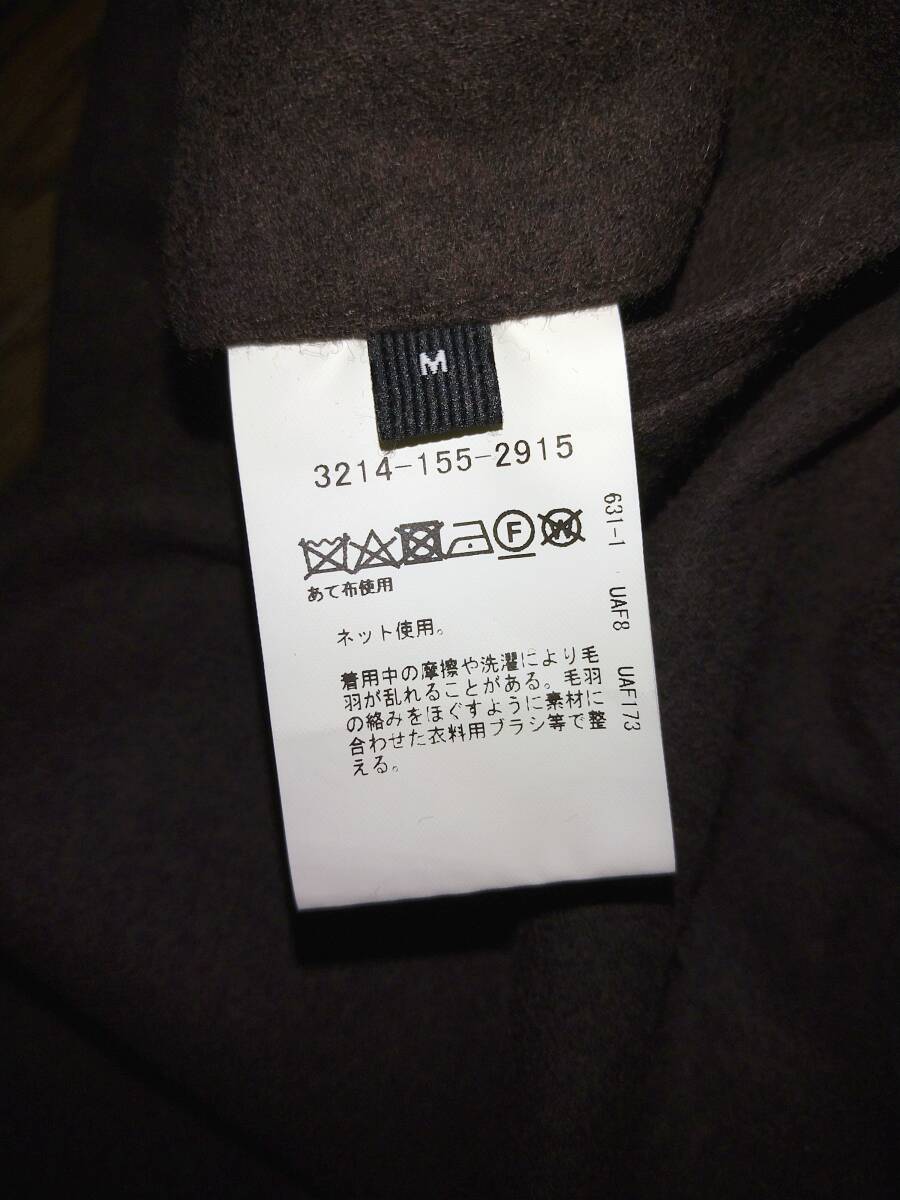 M
3214-155-2915
F
W
あて布使用
ネット使用。
着用中の摩擦や洗濯により毛
羽が乱れることがある。毛羽
の絡みをほぐすように素材に
合わせた衣料用ブラシ等で整
える。
631-1 UAF8 UAF173